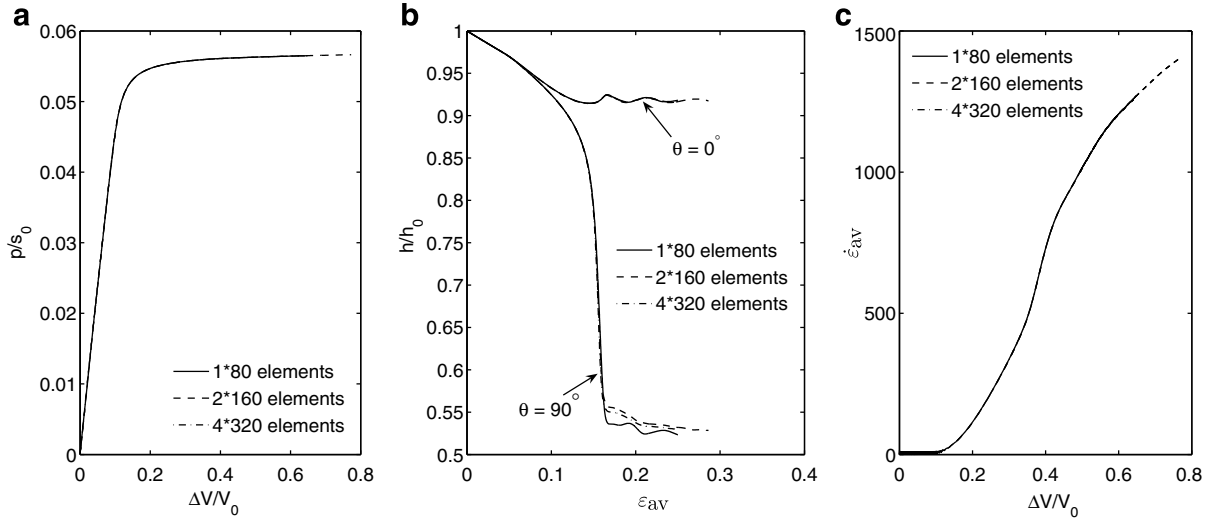 a
0.06
0.05
0.04
0.03
0.02
0.01
0
p/s0
0 0.2 0.4 0.6 0.8
ΔV/V0
1*80 elements
2*160 elements
4*320 elements
b
1
0.95
0.9
0.85
0.8
0.75
0.7
0.65
0.6
0.55
0.5
h/h0
θ = 0°
1*80 elements
2*160 elements
4*320 elements
θ = 90°
0 0.1 0.2 0.3 0.4
εav
c
1500
1000
500
0
ε̇av
1*80 elements
2*160 elements
4*320 elements
0 0.2 0.4 0.6 0.8
ΔV/V0